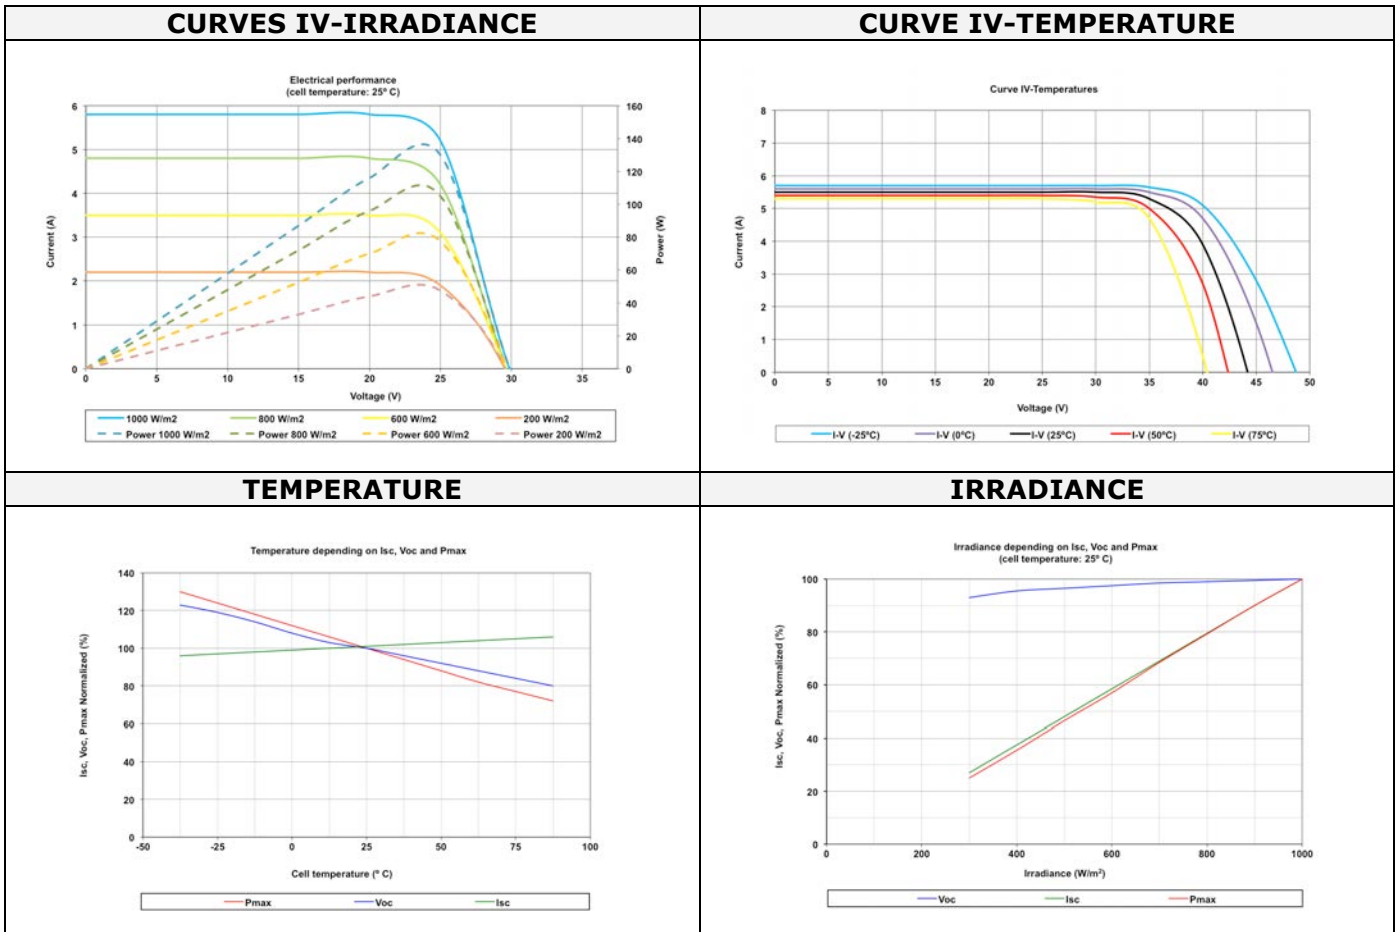 CURVES IV-IRRADIANCE
CURVE IV-TEMPERATURE
Electrical performance
(cell temperature: 25º C)
Current (A)
6
5
4
3
2
1
0
160
140
120
100
80
60
40
20
0
Power (W)
0 5 10 15 20 25 30 35
Voltage (V)
1000 W/m2 800 W/m2 600 W/m2 200 W/m2
Power 1000 W/m2 Power 800 W/m2 Power 600 W/m2 Power 200 W/m2
Curve IV-Temperatures
Current (A)
8
7
6
5
4
3
2
1
0
0 5 10 15 20 25 30 35 40 45 50
Voltage (V)
I-V (-25ºC) I-V (0ºC) I-V (25ºC) I-V (50ºC) I-V (75ºC)
TEMPERATURE
IRRADIANCE
Temperature depending on Isc, Voc and Pmax
Isc, Voc, Pmax Normalized (%)
140
120
100
80
60
40
20
0
-50 -25 0 25 50 75 100
Cell temperature (º C)
Pmax Voc Isc
Irradiance depending on Isc, Voc and Pmax
(cell temperature: 25º C)
Isc, Voc, Pmax Normalized (%)
100
80
60
40
20
0
0 200 400 600 800 1000
Irradiance (W/m²)
Voc Isc Pmax